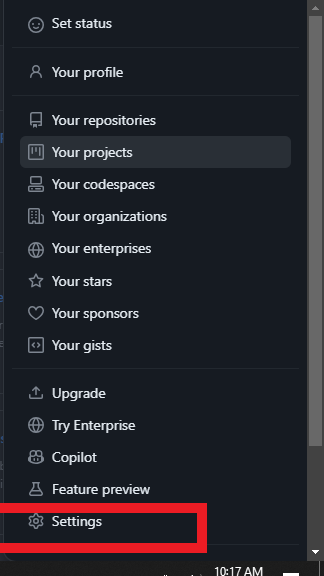 Set status
Your profile
Your repositories
Your projects
Your codespaces
Your organizations
Your enterprises
Your stars
Your sponsors
Your gists
Upgrade
Try Enterprise
Copilot
Feature preview
Settings
10:17 AM